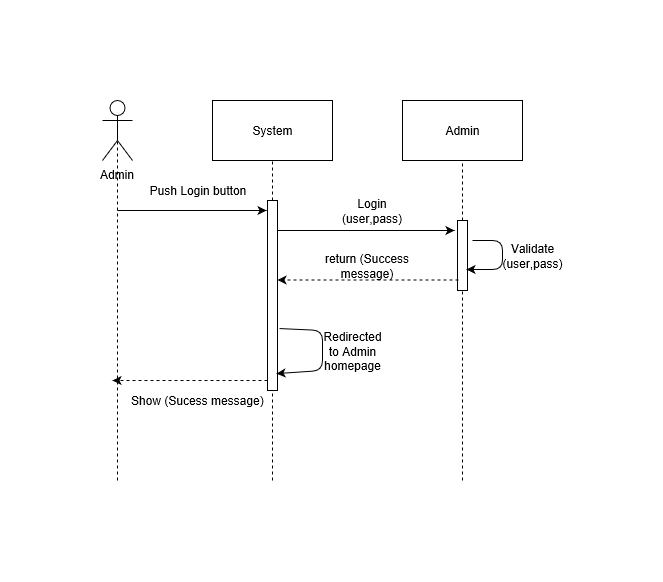 System
Admin
Admin
Push Login button
Login
(user,pass)
Validate
(user,pass)
return (Success
message)
Redirected
to Admin
homepage
Show (Sucess message)